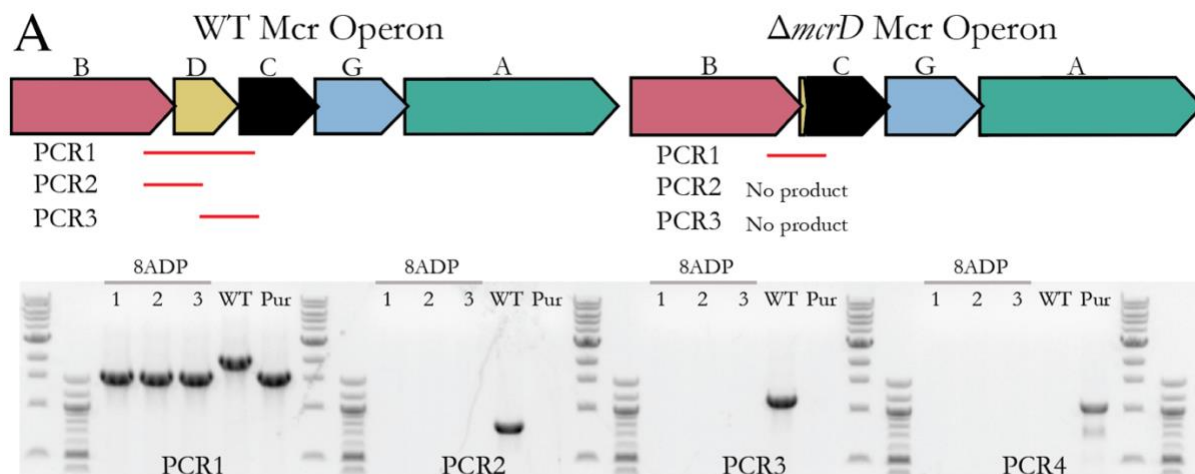 A WT Mcr Operon ΔmcrD Mcr Operon
B D C G A B C G A
PCR1 PCR1
PCR2 PCR2 No product
PCR3 PCR3 No product
8ADP 8ADP 8ADP 8ADP
1 2 3 WT Pur 1 2 3 WT Pur 1 2 3 WT Pur 1 2 3 WT Pur
PCR1 PCR2 PCR3 PCR4